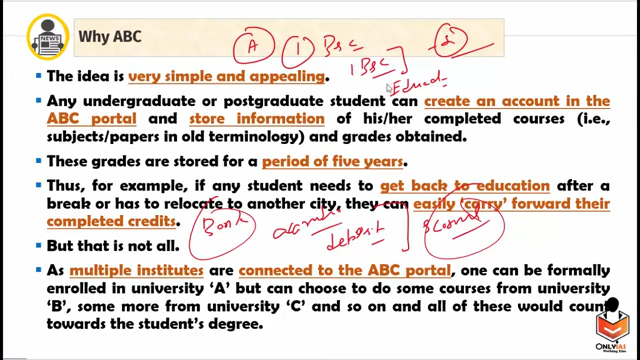 NEWS
Why ABC
A 1 Bsc 2
1 Bsc
The idea is very simple and appealing.
Educa
Any undergraduate or postgraduate student can create an account in the
ABC portal and store information of his/her completed courses (i.e.,
subjects/papers in old terminology) and grades obtained.
These grades are stored for a period of five years.
Thus, for example, if any student needs to get back to education after a
break or has to relocate to another city, they can easily 'carry' forward their
completed credits.
Bank account
deposit
But that is not all.
As multiple institutes are connected to the ABC portal, one can be formally
enrolled in university 'A' but can choose to do some courses from university
'B', some more from university 'C' and so on and all of these would count
towards the student's degree.
ONLYIAS
Nothing Else